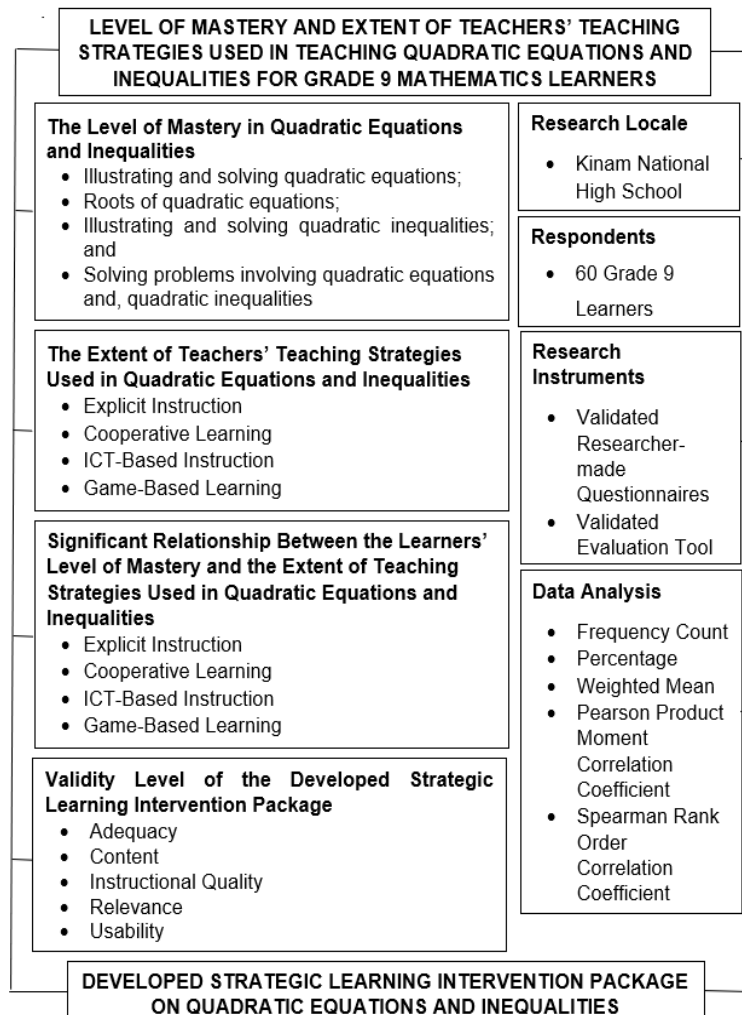 LEVEL OF MASTERY AND EXTENT OF TEACHERS’ TEACHING
STRATEGIES USED IN TEACHING QUADRATIC EQUATIONS AND
INEQUALITIES FOR GRADE 9 MATHEMATICS LEARNERS
The Level of Mastery in Quadratic Equations
and Inequalities
• Illustrating and solving quadratic equations;
• Roots of quadratic equations;
• Illustrating and solving quadratic inequalities;
and
• Solving problems involving quadratic equations
and, quadratic inequalities
The Extent of Teachers’ Teaching Strategies
Used in Quadratic Equations and Inequalities
• Explicit Instruction
• Cooperative Learning
• ICT-Based Instruction
• Game-Based Learning
Significant Relationship Between the Learners’
Level of Mastery and the Extent of Teaching
Strategies Used in Quadratic Equations and
Inequalities
• Explicit Instruction
• Cooperative Learning
• ICT-Based Instruction
• Game-Based Learning
Validity Level of the Developed Strategic
Learning Intervention Package
• Adequacy
• Content
• Instructional Quality
• Relevance
• Usability
Research Locale
• Kinam National
High School
Respondents
• 60 Grade 9
Learners
Research
Instruments
• Validated
Researcher-
made
Questionnaires
• Validated
Evaluation Tool
Data Analysis
• Frequency Count
• Percentage
• Weighted Mean
• Pearson Product
Moment
Correlation
Coefficient
• Spearman Rank
Order
Correlation
Coefficient
DEVELOPED STRATEGIC LEARNING INTERVENTION PACKAGE
ON QUADRATIC EQUATIONS AND INEQUALITIES